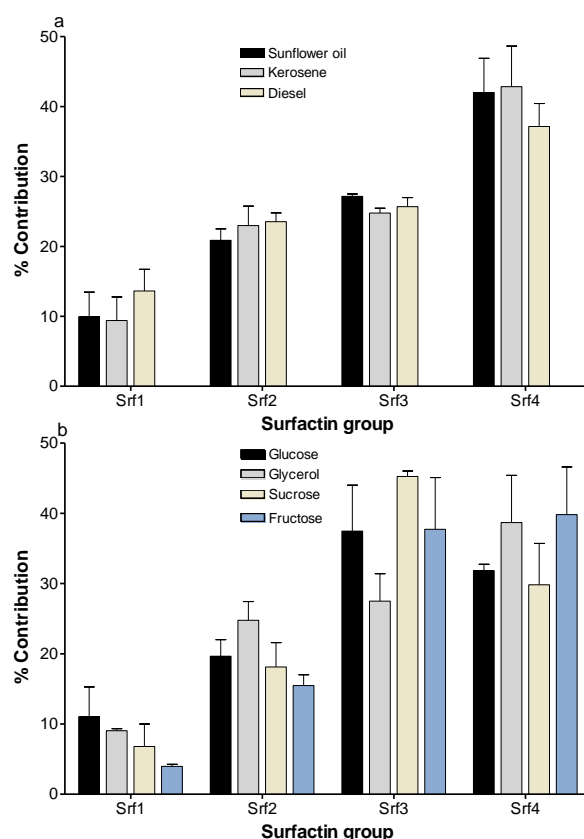 a
50
Sunflower oil
Kerosene
Diesel
40
30
20
10
0
% Contribution
Srf1 Srf2 Srf3 Srf4
Surfactin group
b
50
Glucose
Glycerol
Sucrose
Fructose
40
30
20
10
0
% Contribution
Srf1 Srf2 Srf3 Srf4
Surfactin group